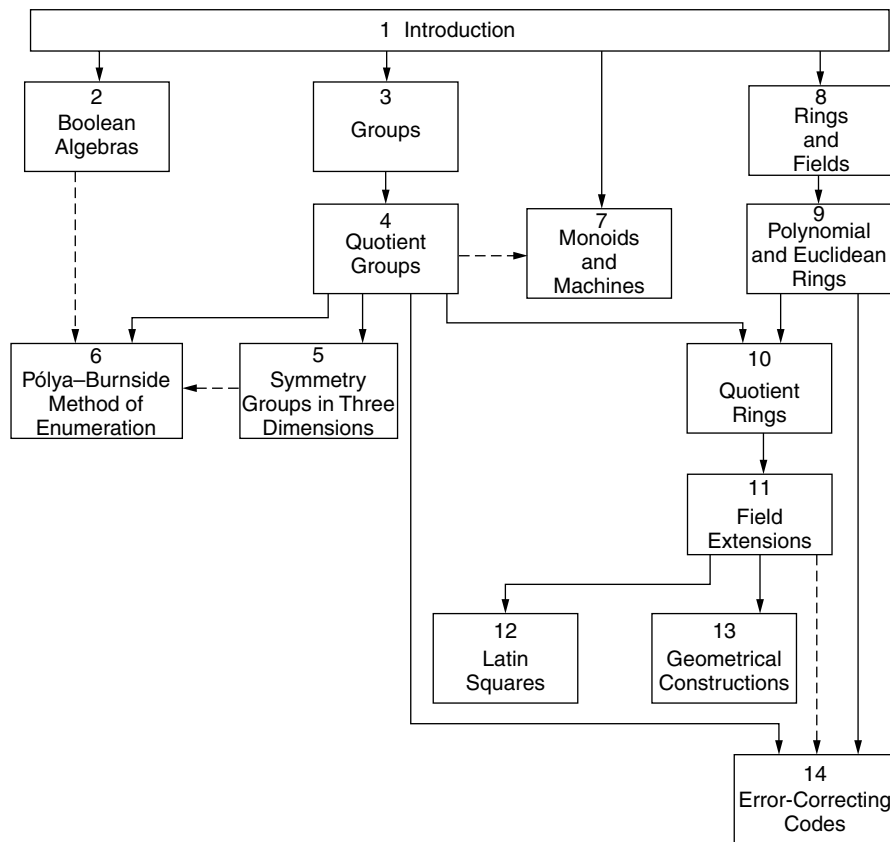 1 Introduction
2
Boolean
Algebras
3
Groups
8
Rings
and
Fields
4
Quotient
Groups
7
Monoids
and
Machines
9
Polynomial
and Euclidean
Rings
6
Pólya–Burnside
Method of
Enumeration
5
Symmetry
Groups in Three
Dimensions
10
Quotient
Rings
11
Field
Extensions
12
Latin
Squares
13
Geometrical
Constructions
14
Error-Correcting
Codes